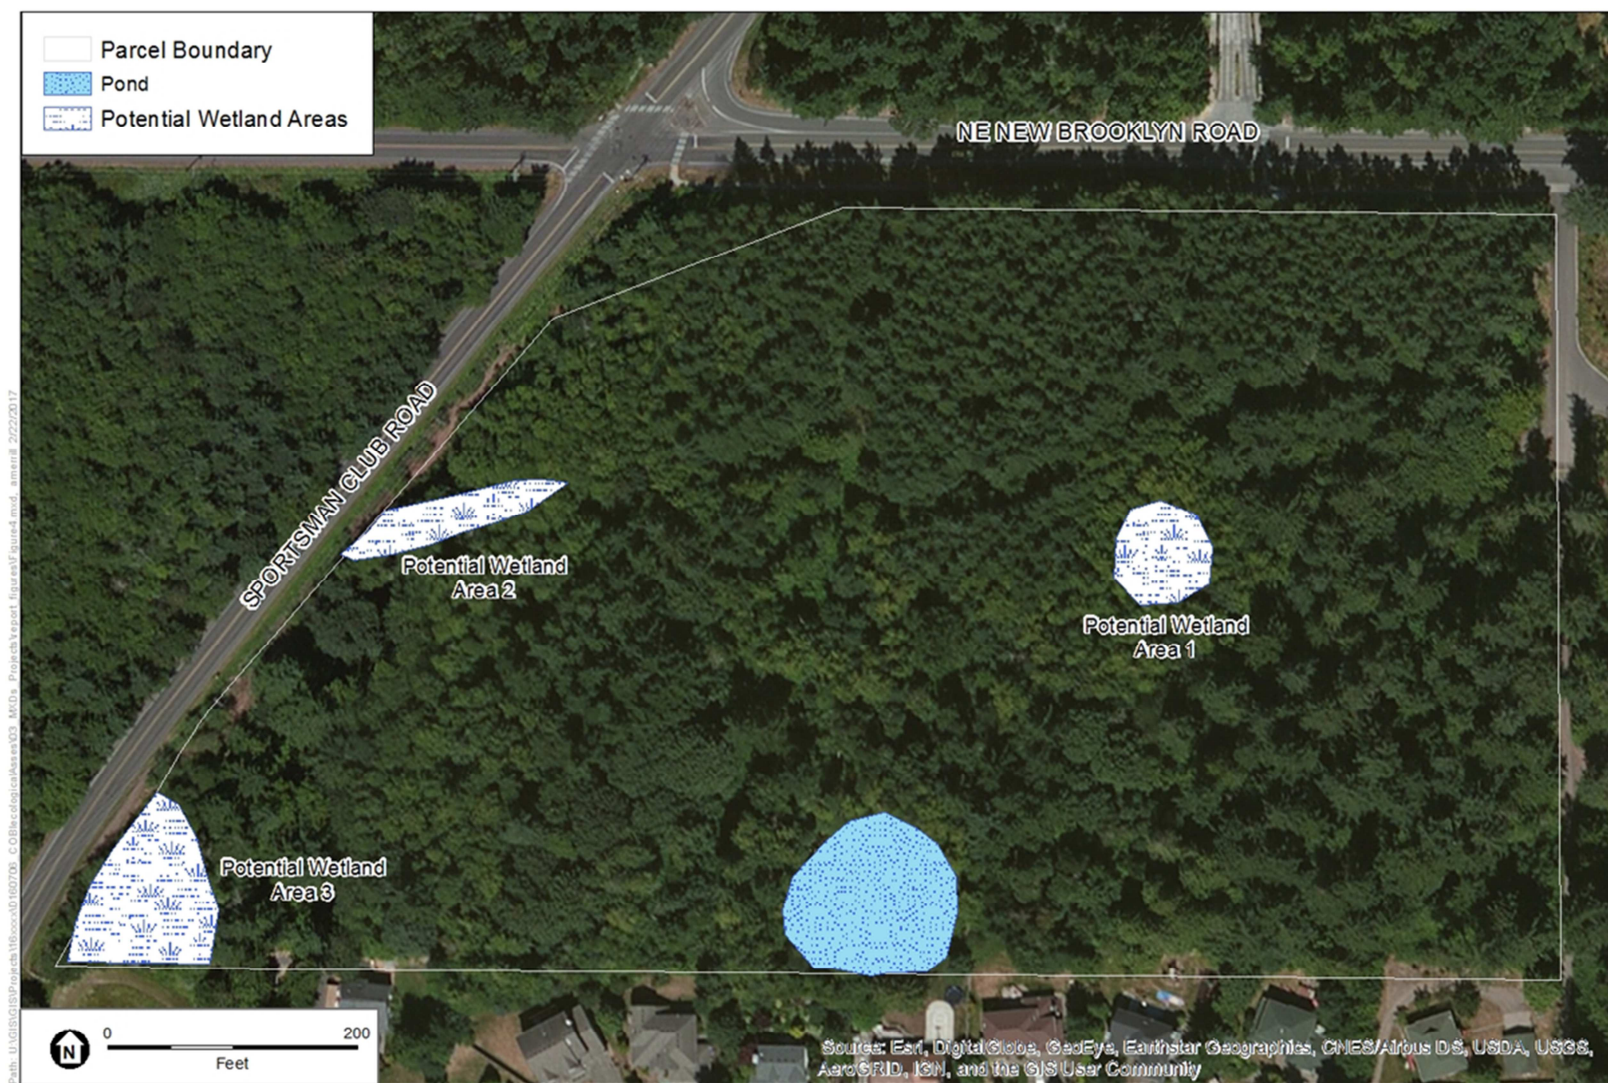 Parcel Boundary
Pond
Potential Wetland Areas
NE NEW BROOKLYN ROAD
SPORTSMAN CLUB ROAD
Potential Wetland
Area 2
Potential Wetland
Area 1
Potential Wetland
Area 3
N
0 200
Feet
Source: Esri, DigitalGlobe, GeoEye, Earthstar Geographics, CNES/Airbus DS, USDA, USGS,
AeroGRID, IGN, and the GIS User Community